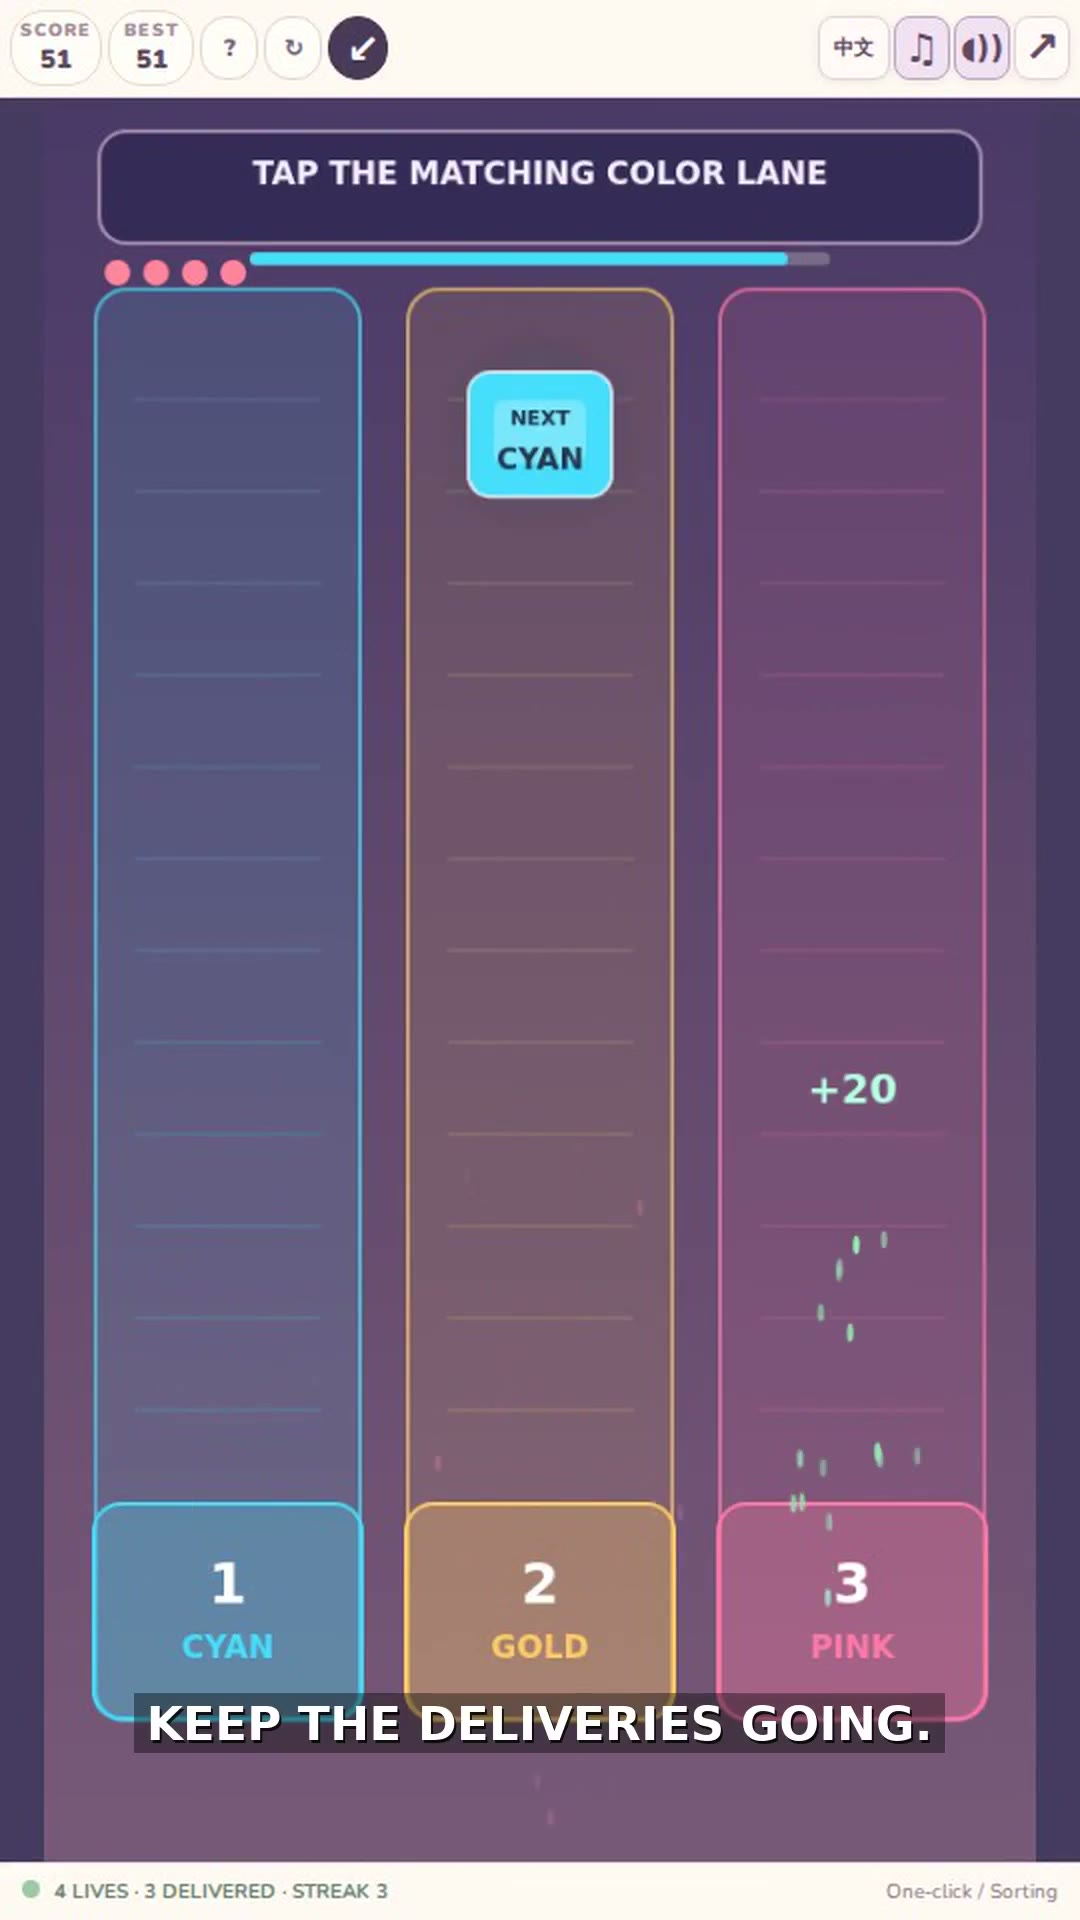 SCORE
51
BEST
51
?
↻
↙
中文
♫
↗
TAP THE MATCHING COLOR LANE
NEXT
CYAN
+20
1
CYAN
2
GOLD
3
PINK
KEEP THE DELIVERIES GOING.
4 LIVES · 3 DELIVERED · STREAK 3
One-click / Sorting